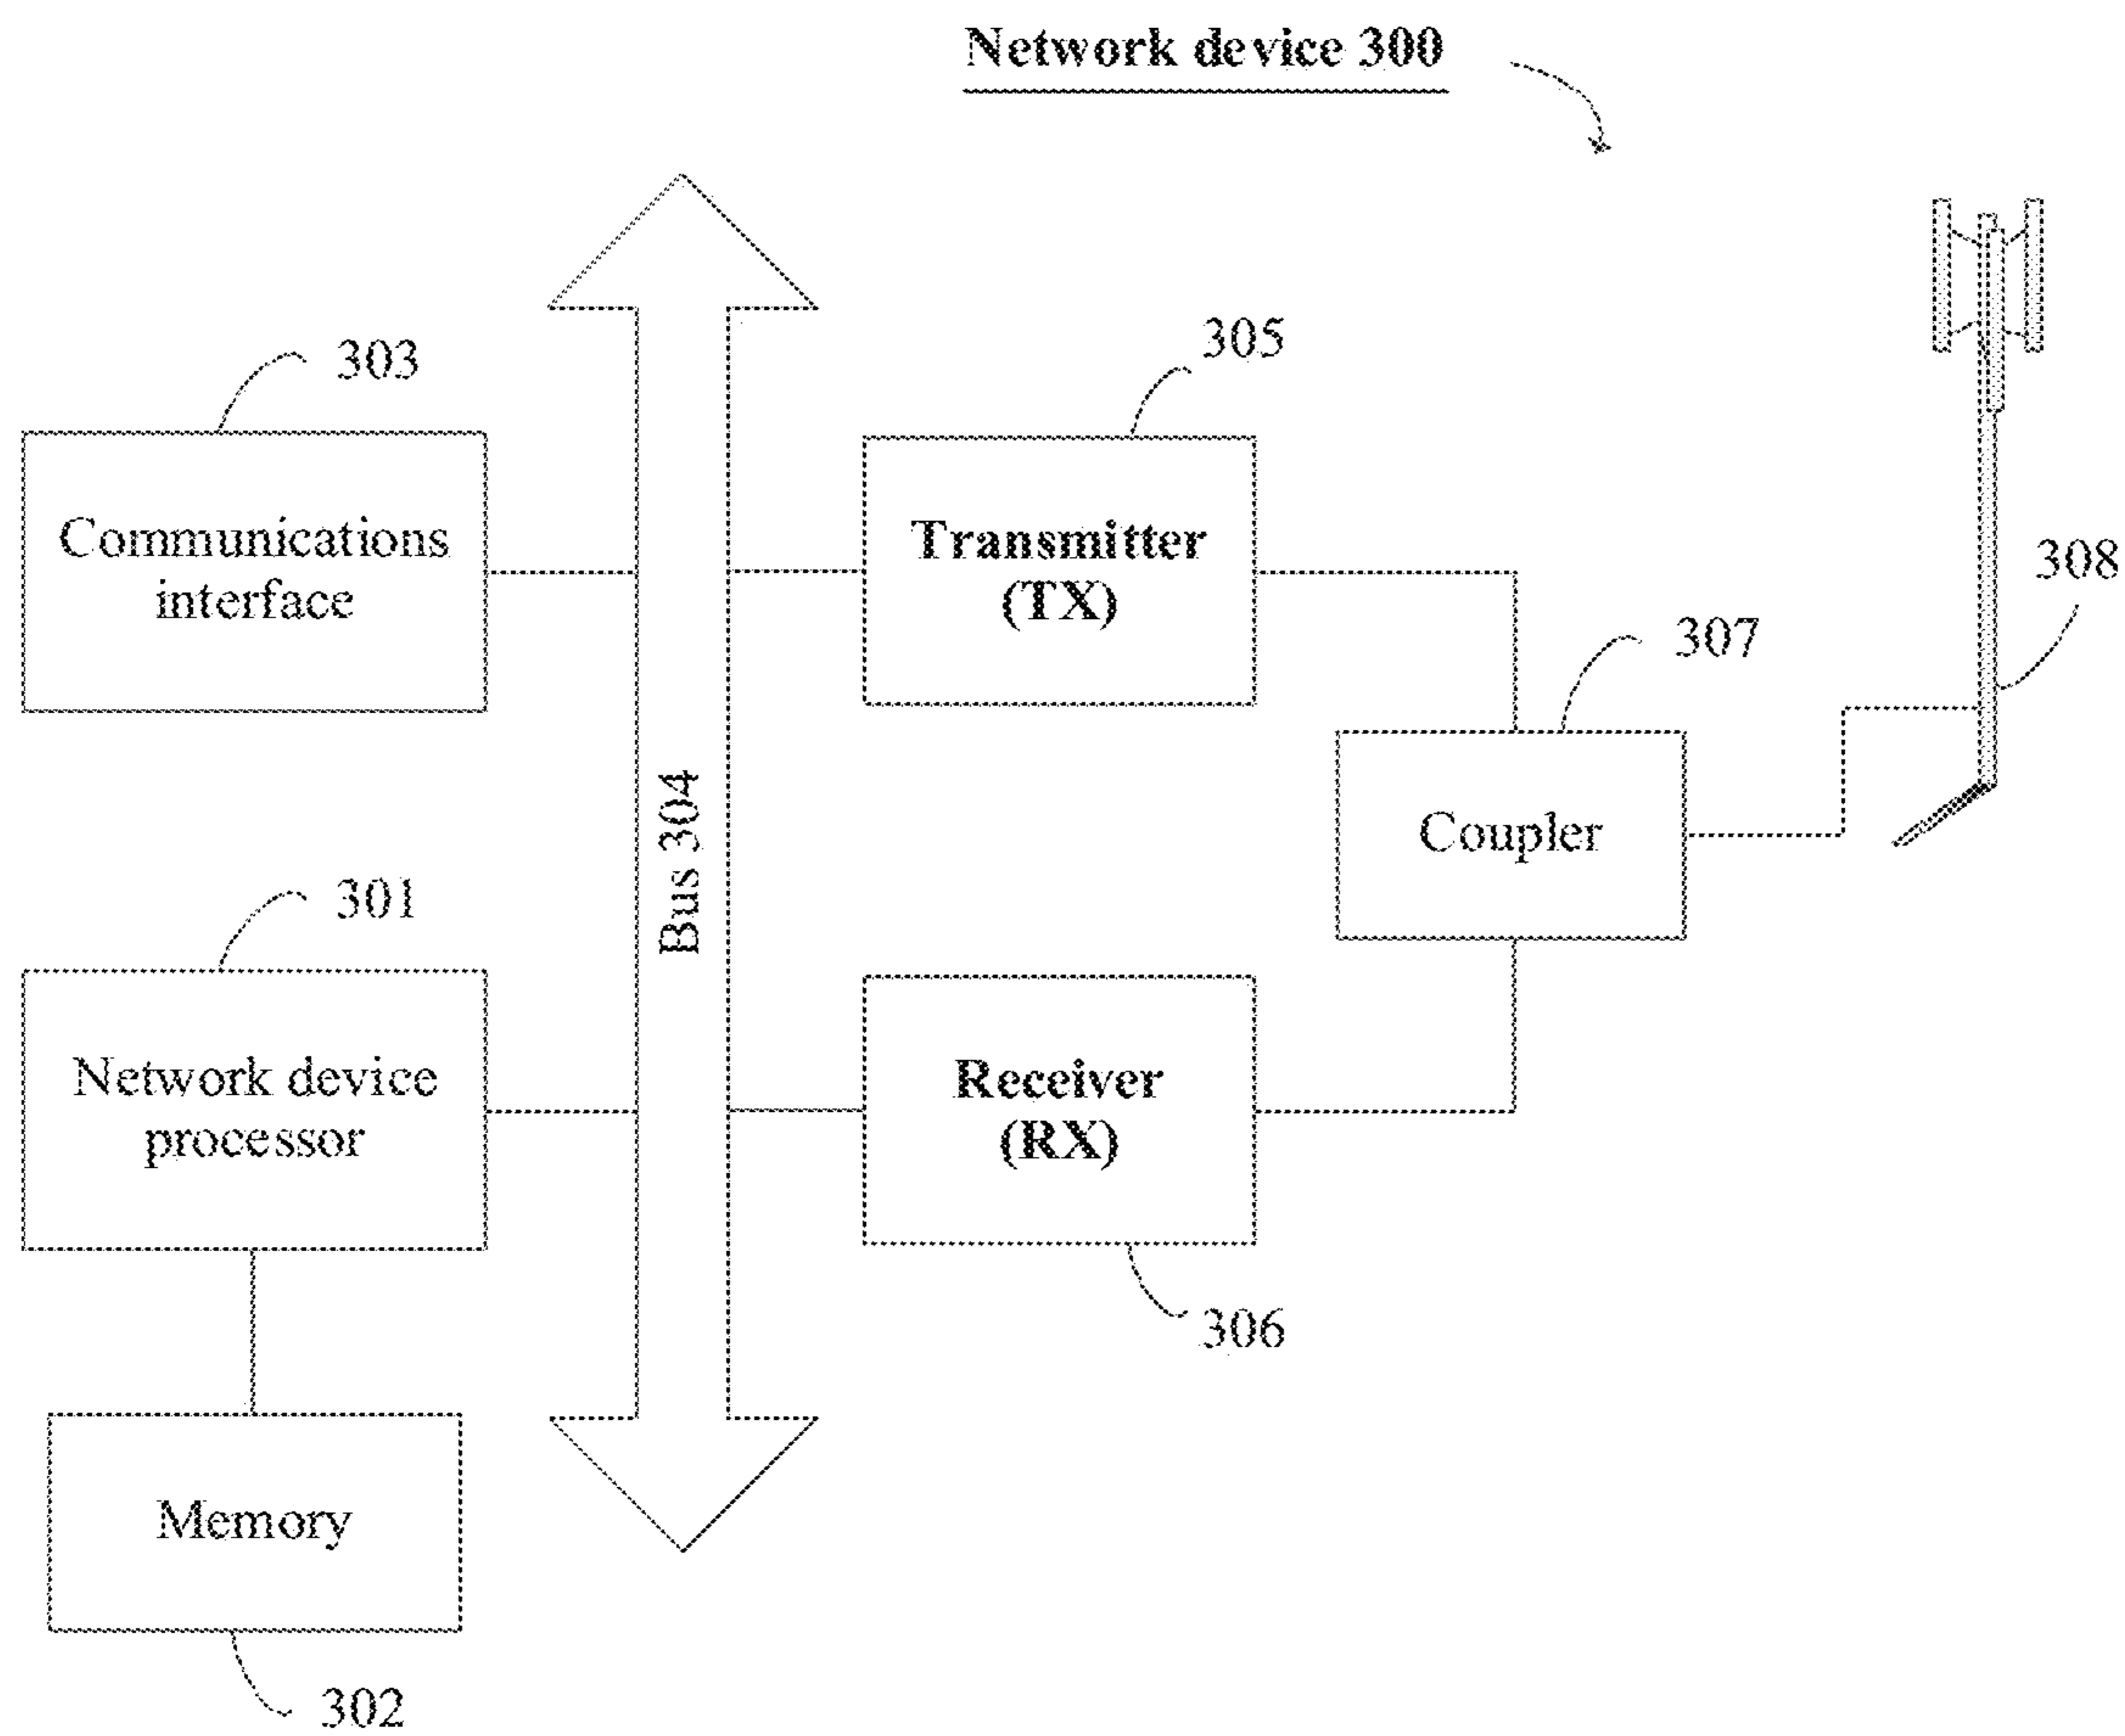 Network device 300
303
305
Communications
interface
Transmitter
(TX)
308
307
Bus 304
Coupler
301
Network device
processor
Receiver
(RX)
306
Memory
302